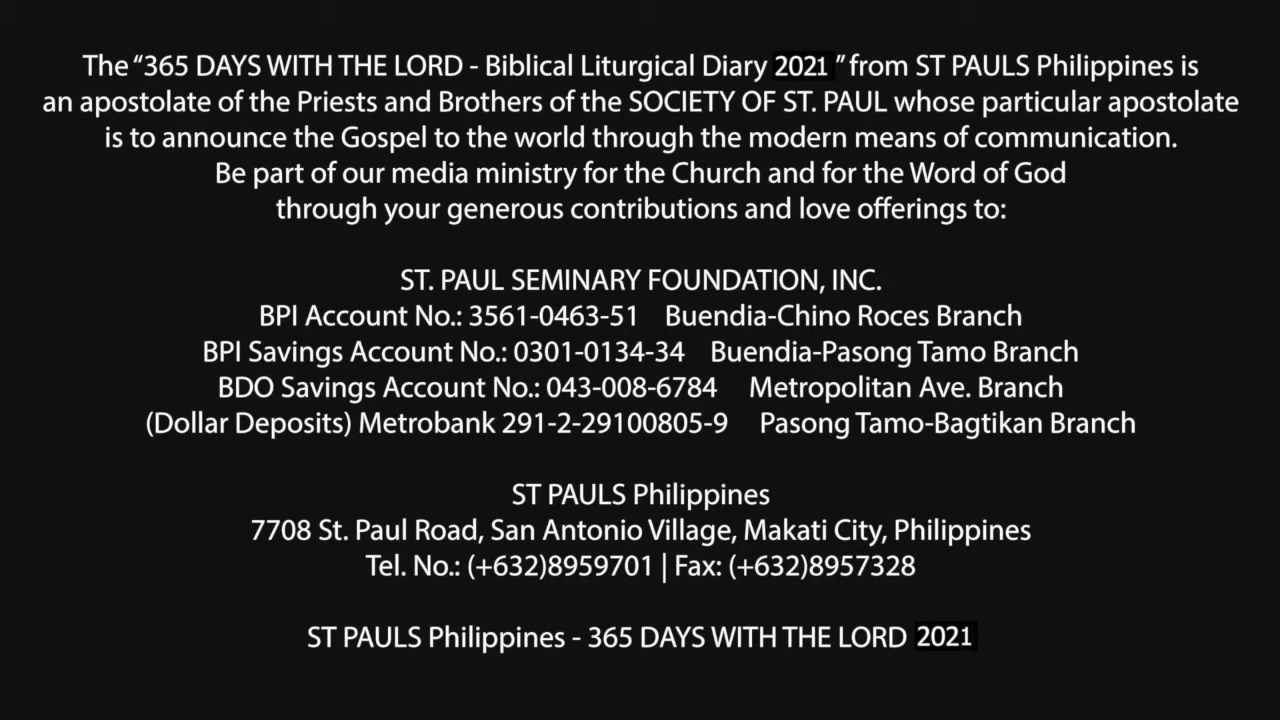 The “365 DAYS WITH THE LORD - Biblical Liturgical Diary 2021 ” from ST PAULS Philippines is
an apostolate of the Priests and Brothers of the SOCIETY OF ST. PAUL whose particular apostolate
is to announce the Gospel to the world through the modern means of communication.
Be part of our media ministry for the Church and for the Word of God
through your generous contributions and love offerings to:
ST. PAUL SEMINARY FOUNDATION, INC.
BPI Account No.: 3561-0463-51 Buendia-Chino Roces Branch
BPI Savings Account No.: 0301-0134-34 Buendia-Pasong Tamo Branch
BDO Savings Account No.: 043-008-6784 Metropolitan Ave. Branch
(Dollar Deposits) Metrobank 291-2-29100805-9 Pasong Tamo-Bagtikan Branch
ST PAULS Philippines
7708 St. Paul Road, San Antonio Village, Makati City, Philippines
Tel. No.: (+632)8959701 | Fax: (+632)8957328
ST PAULS Philippines - 365 DAYS WITH THE LORD 2021